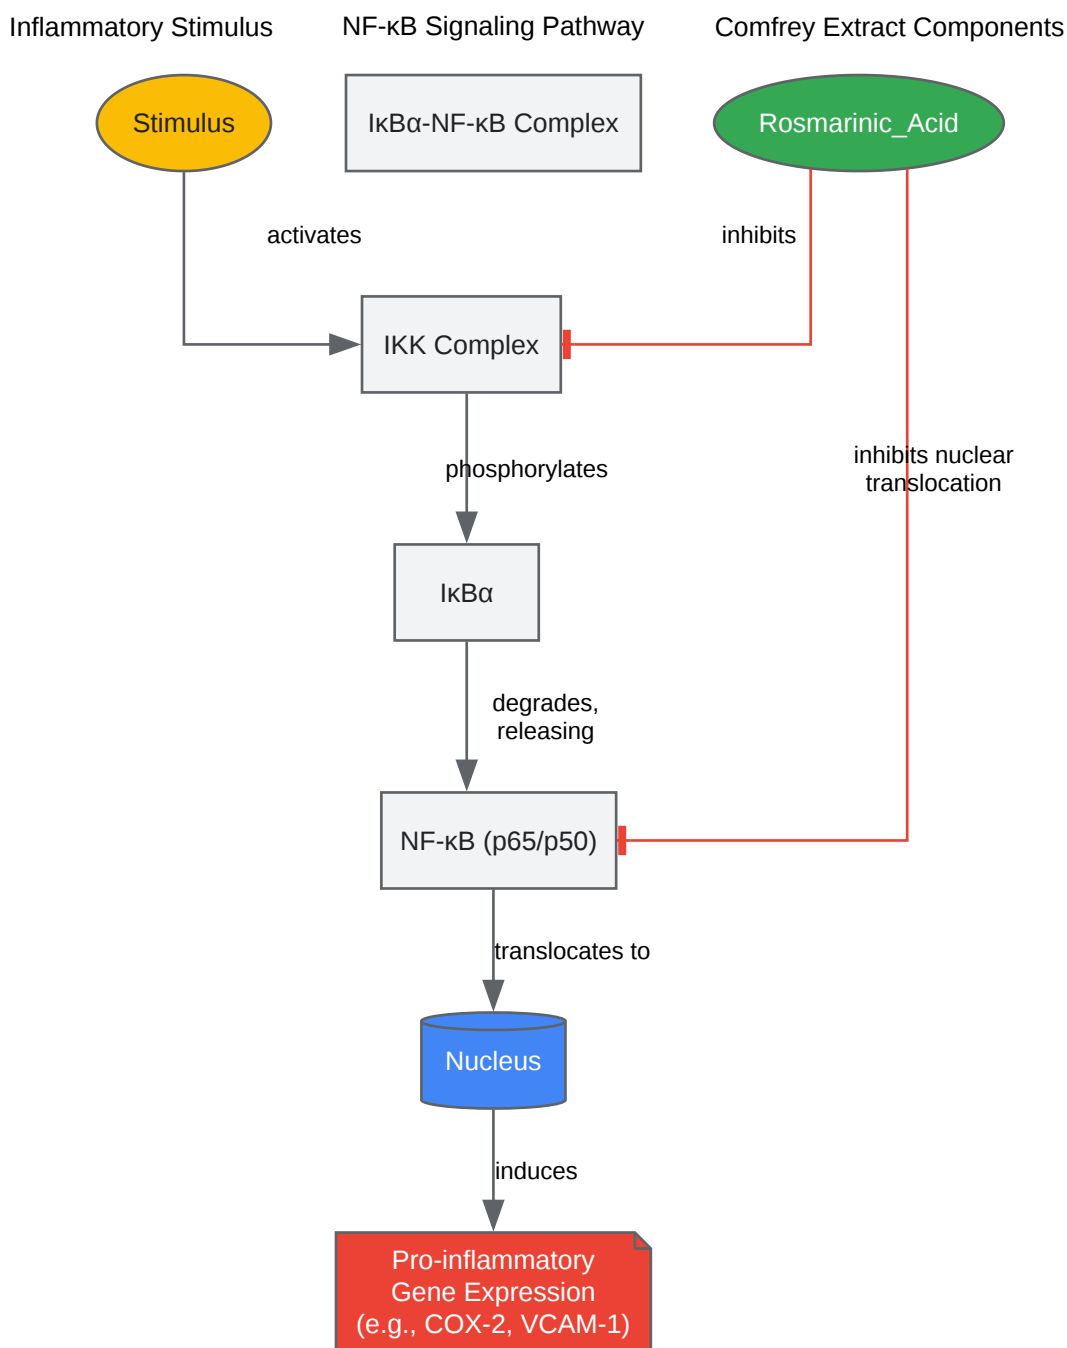 Inflammatory Stimulus
NF-κB Signaling Pathway
Comfrey Extract Components
Stimulus
IκBα-NF-κB Complex
Rosmarinic_Acid
activates
inhibits
IKK Complex
phosphorylates
inhibits nuclear
translocation
IκBα
degrades,
releasing
NF-κB (p65/p50)
translocates to
Nucleus
induces
Pro-inflammatory
Gene Expression
(e.g., COX-2, VCAM-1)